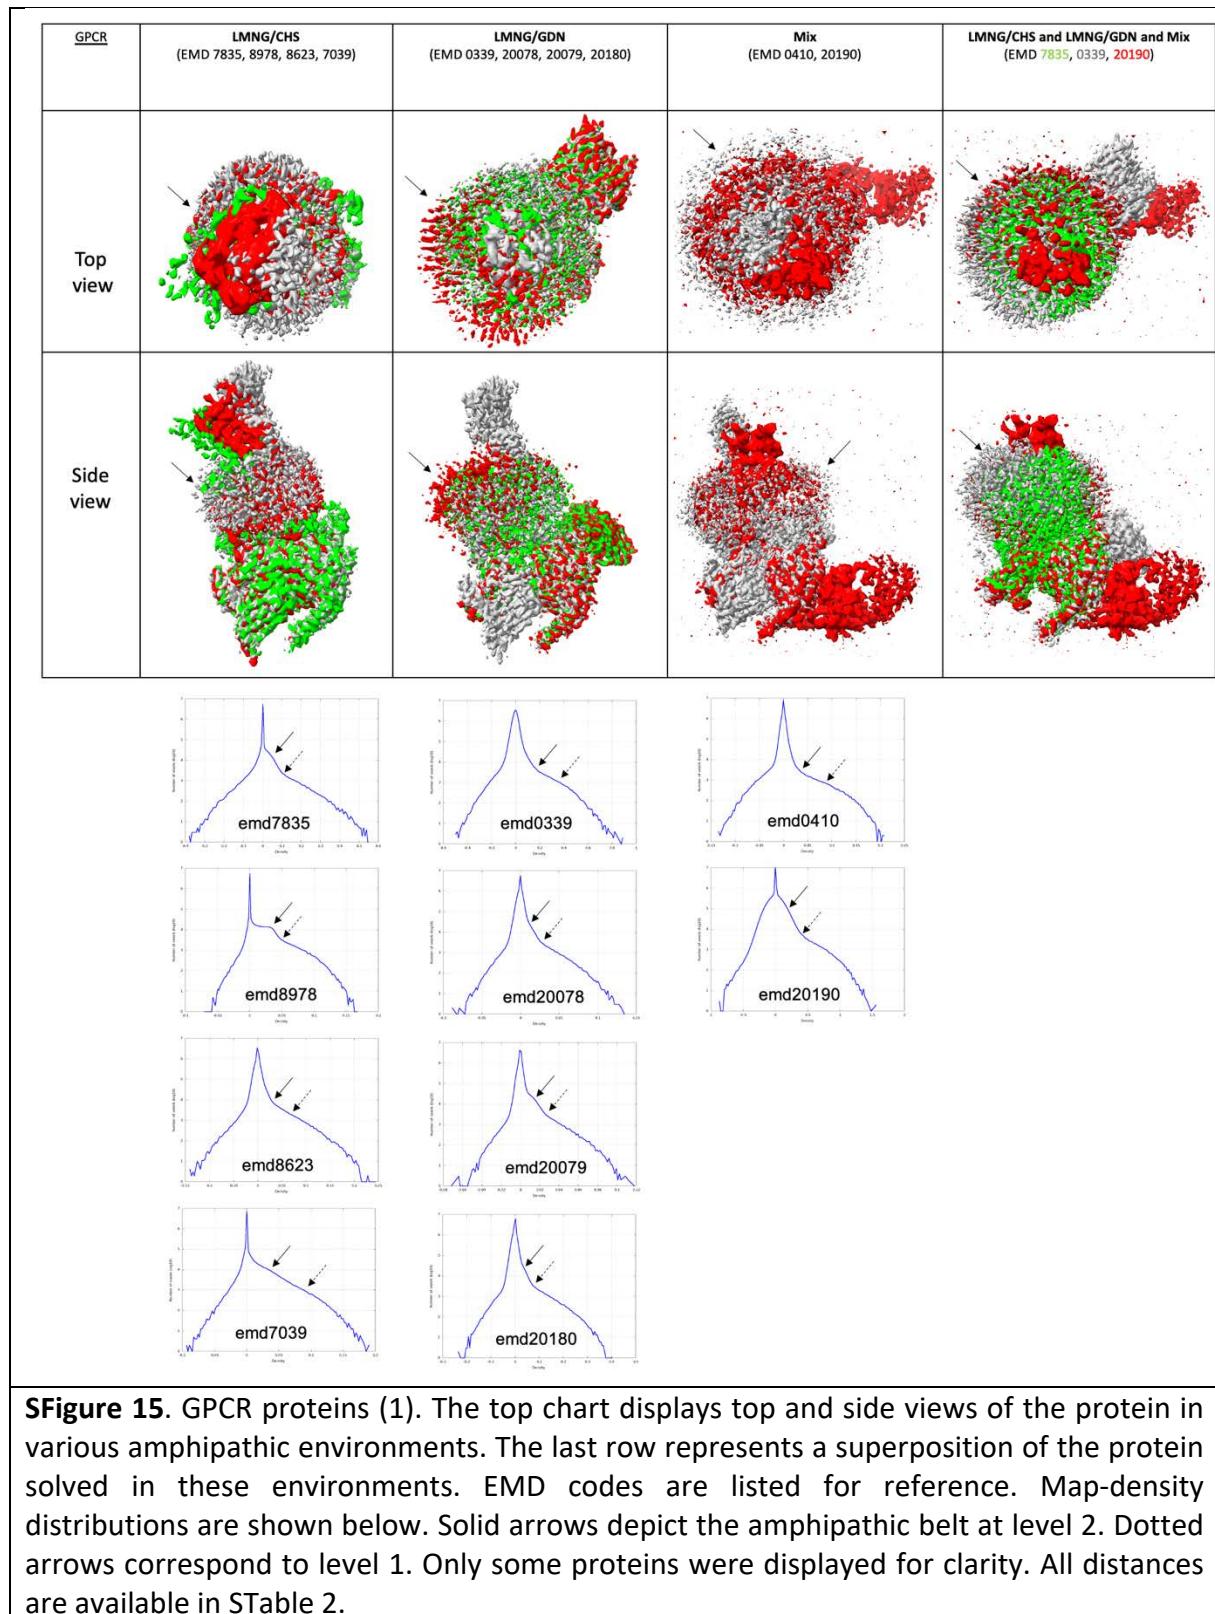 GPCR
LMNG/CHS
(EMD 7835, 8978, 8623, 7039)
LMNG/GDN
(EMD 0339, 20078, 20079, 20180)
Mix
(EMD 0410, 20190)
LMNG/CHS and LMNG/GDN and Mix
(EMD 7835, 0339, 20190)
Top
view
Side
view
emd7835
emd0339
emd0410
emd8978
emd20078
emd20190
emd8623
emd20079
emd7039
emd20180
SFigure 15. GPCR proteins (1). The top chart displays top and side views of the protein in
various amphipathic environments. The last row represents a superposition of the protein
solved in these environments. EMD codes are listed for reference. Map-density
distributions are shown below. Solid arrows depict the amphipathic belt at level 2. Dotted
arrows correspond to level 1. Only some proteins were displayed for clarity. All distances
are available in STable 2.